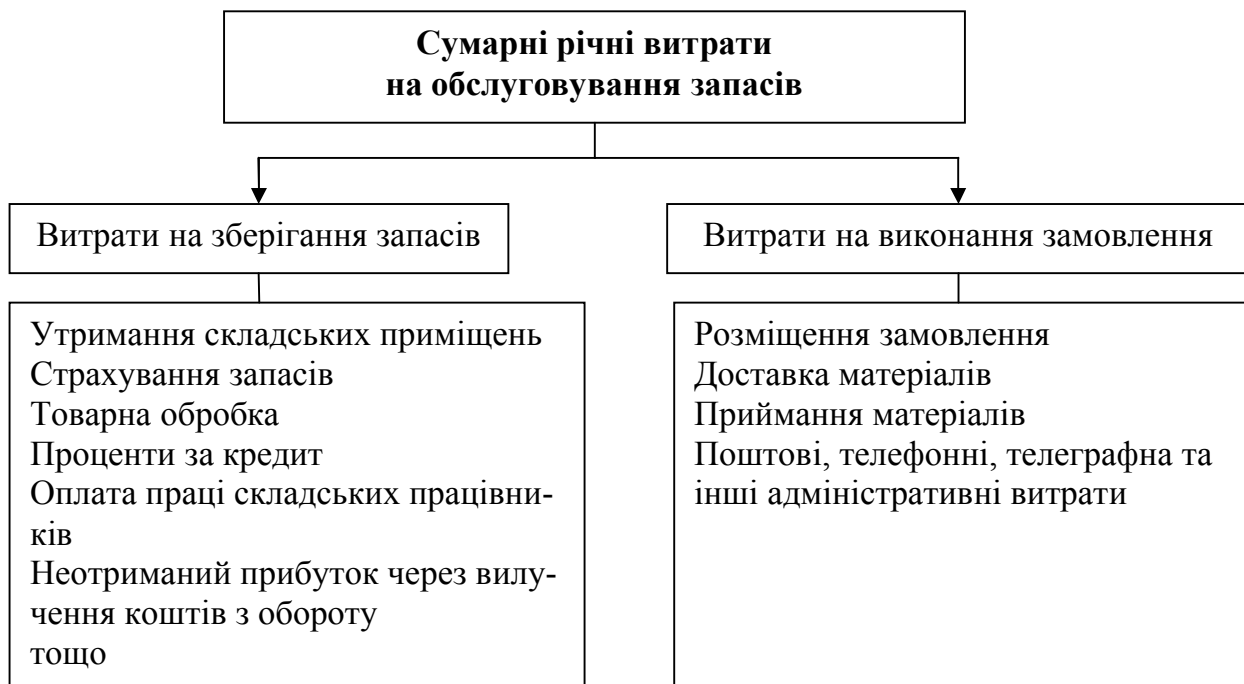 Сумарні річні витрати
на обслуговування запасів
Витрати на зберігання запасів
Витрати на виконання замовлення
Утримання складських приміщень
Страхування запасів
Товарна обробка
Проценти за кредит
Оплата праці складських працівни-
ків
Неотриманий прибуток через вилу-
чення коштів з обороту
тощо
Розміщення замовлення
Доставка матеріалів
Приймання матеріалів
Поштові, телефонні, телеграфна та
інші адміністративні витрати